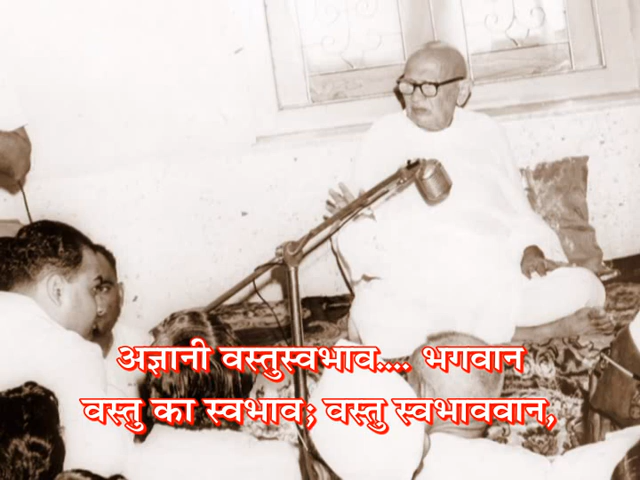 अज्ञानी वस्तुस्वभाव.... भगवान
वस्तु का स्वभाव; वस्तु स्वभाववान,